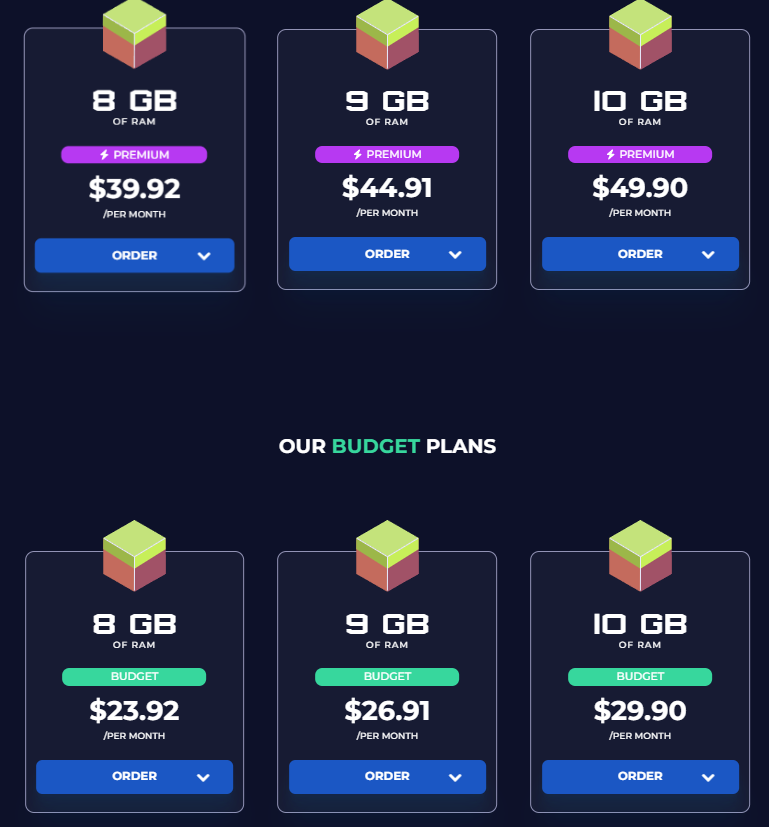 8 GB
OF RAM
PREMIUM
$39.92
/PER MONTH
ORDER
9 GB
OF RAM
PREMIUM
$44.91
/PER MONTH
ORDER
10 GB
OF RAM
PREMIUM
$49.90
/PER MONTH
ORDER
OUR BUDGET PLANS
8 GB
OF RAM
BUDGET
$23.92
/PER MONTH
ORDER
9 GB
OF RAM
BUDGET
$26.91
/PER MONTH
ORDER
10 GB
OF RAM
BUDGET
$29.90
/PER MONTH
ORDER